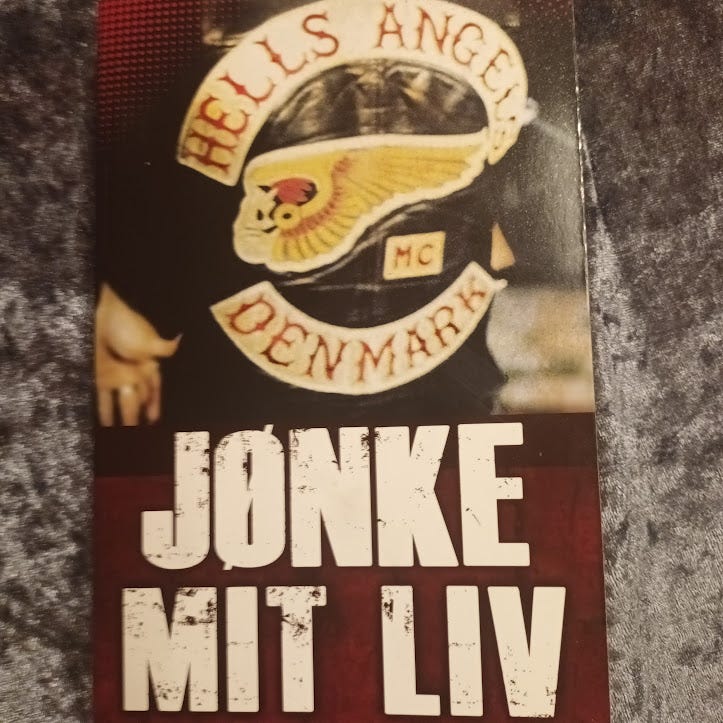 HELLS ANGELS
MC
DENMARK
JØNKE
MIT LIV